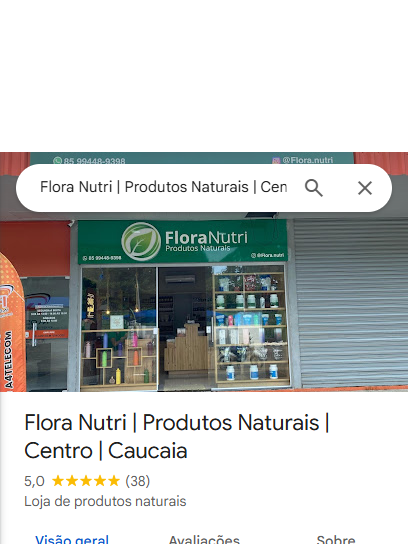 85 99448-9398
@Flora.nutri
Flora Nutri | Produtos Naturais | Cen
FloraNutri
Produtos Naturais
85 99448-9398
@Flora.nutri
A4TELECOM
Flora Nutri | Produtos Naturais |
Centro | Caucaia
5,0
(38)
Loja de produtos naturais
Visão geral
Avaliações
Sobre